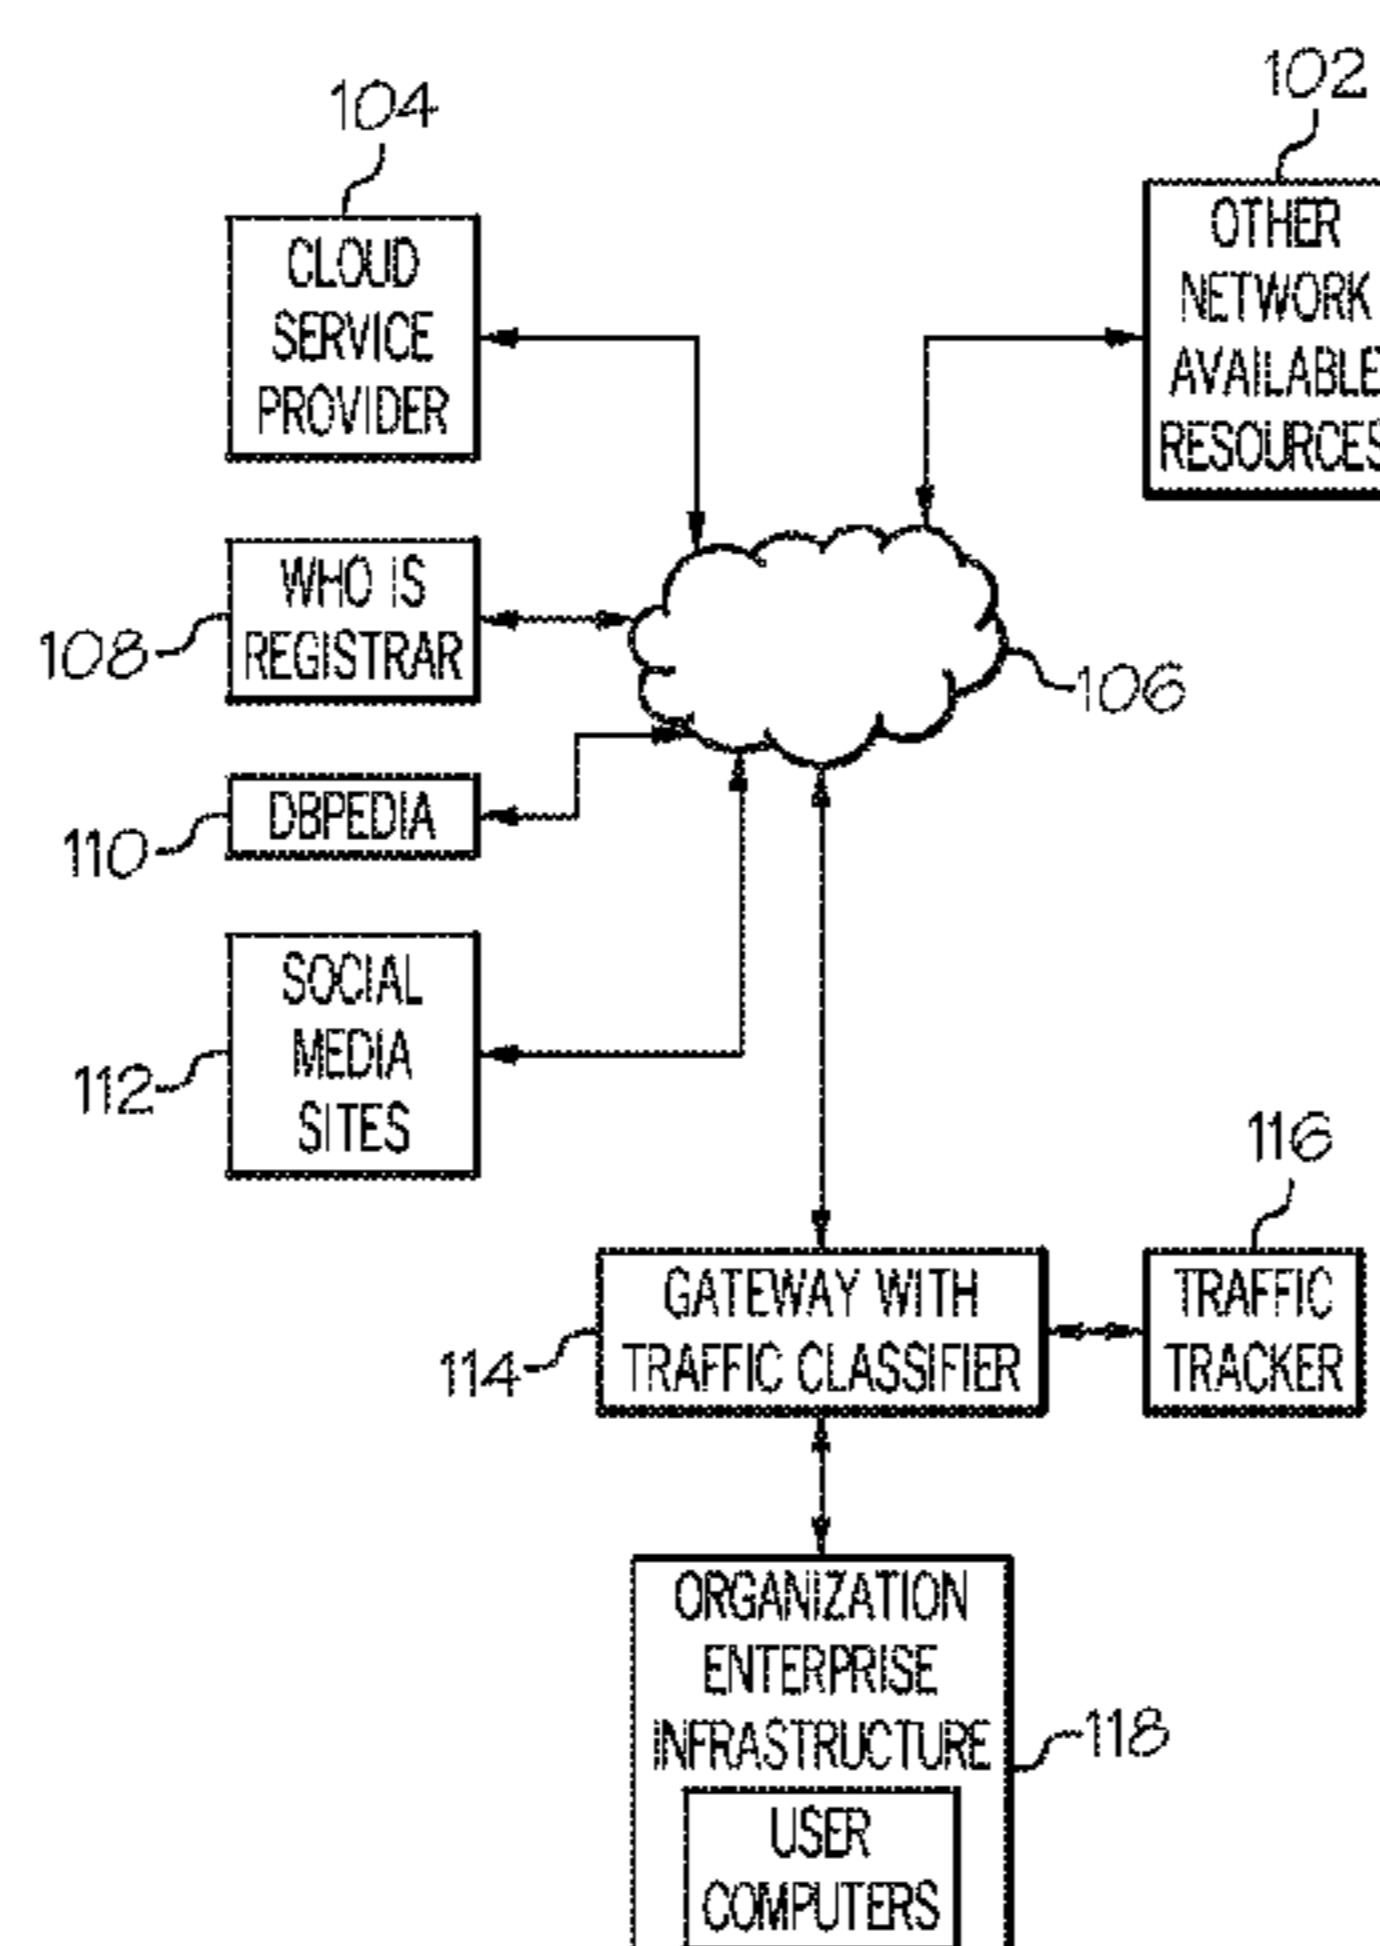 104
102
CLOUD
SERVICE
PROVIDER
OTHER
NETWORK
AVAILABLE
RESOURCES
WHO IS
REGISTRAR
108
106
DBPEDIA
110
SOCIAL
MEDIA
SITES
112
116
GATEWAY WITH
TRAFFIC CLASSIFIER
114
TRAFFIC
TRACKER
ORGANIZATION
ENTERPRISE
INFRASTRUCTURE
118
USER
COMPUTERS